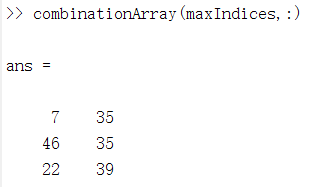 >> combinationArray(maxIndices,:)
ans =
7 35
46 35
22 39